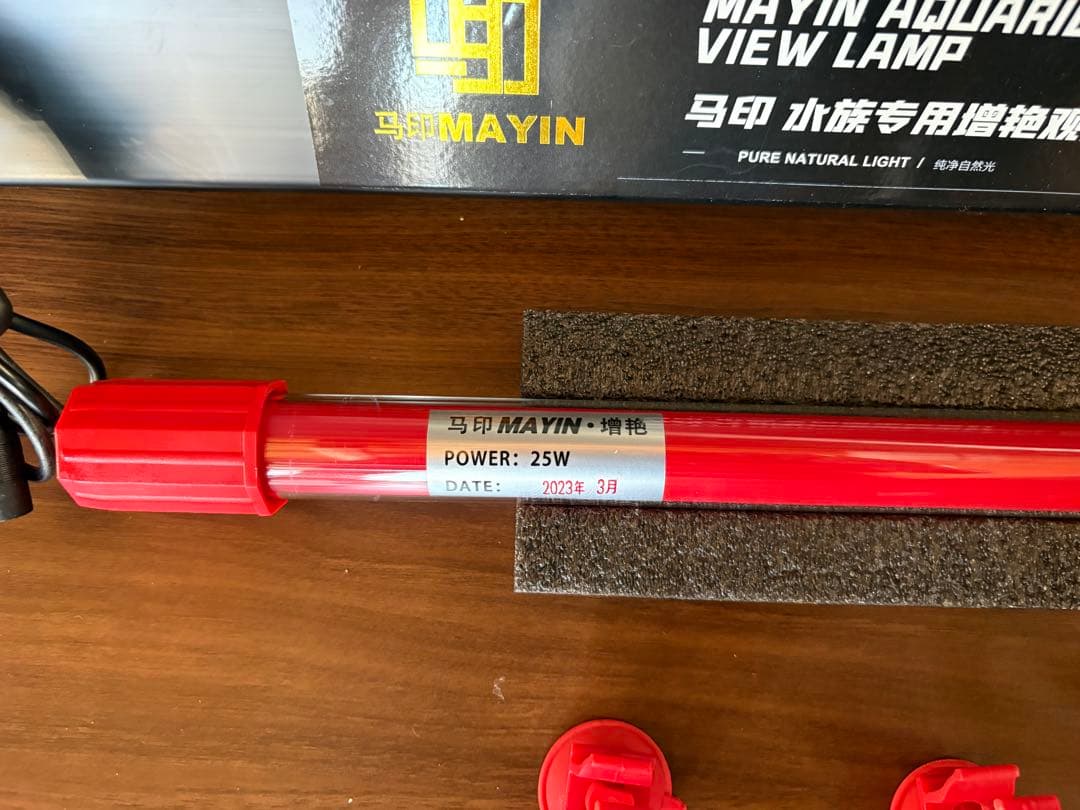 MAYIN AQUARI
VIEW LAMP
马印MAYIN
马印 水族专用增艳观
PURE NATURAL LIGHT / 纯净自然光
马印 MAYIN·增艳
POWER: 25W
DATE: 2023年 3月